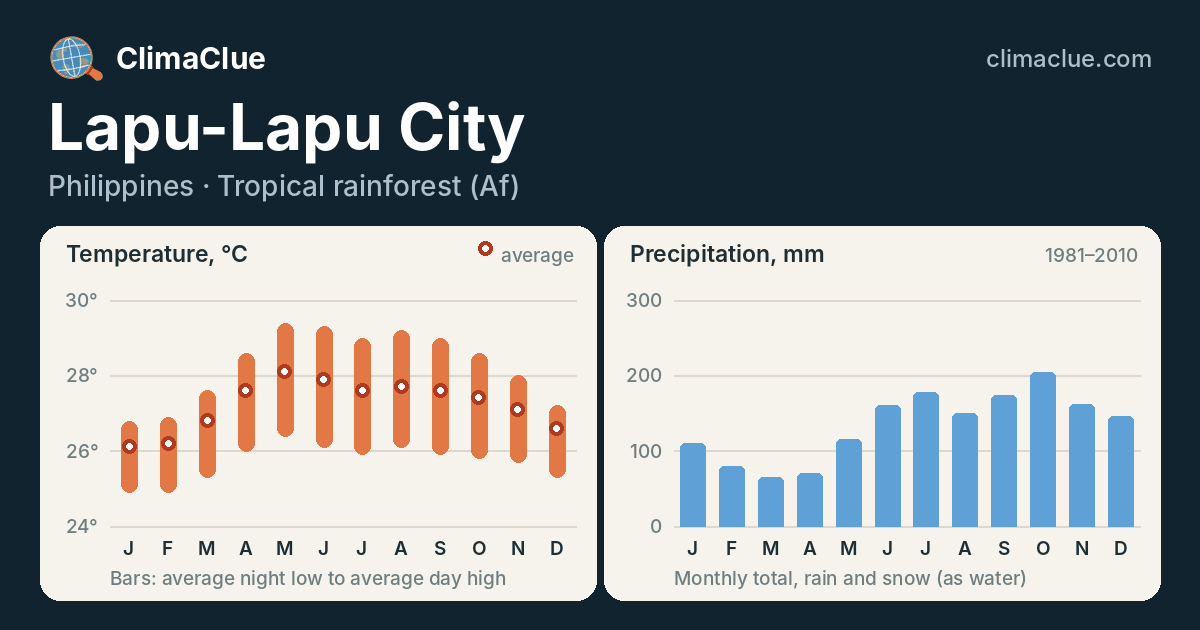 ClimaClue
climaclue.com
Lapu-Lapu City
Philippines · Tropical rainforest (Af)
Temperature, °C
average
30°
28°
26°
24°
J F M A M J J A S O N D
Bars: average night low to average day high
Precipitation, mm
1981–2010
300
200
100
0
J F M A M J J A S O N D
Monthly total, rain and snow (as water)